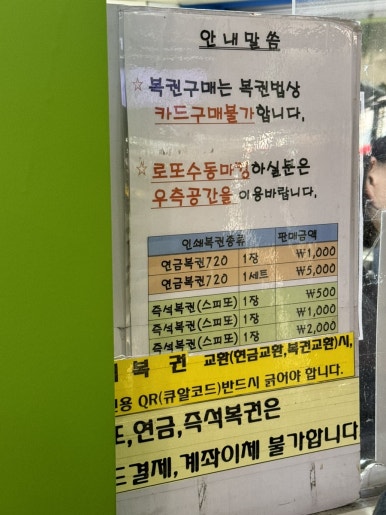 안내말씀
☆ 복권구매는 복권법상
카드구매불가합니다.
☆ 로또수동마킹하실분은
우측공간을 이용바랍니다.
인쇄복권종류 판매금액
연금복권720 1장 ₩1,000
연금복권720 1세트 ₩5,000
즉석복권(스피또) 1장 ₩500
즉석복권(스피또) 1장 ₩1,000
즉석복권(스피또) 1장 ₩2,000
복권 교환(현금교환,복권교환)시,
용 QR(큐알코드)반드시 긁어야 합니다.
또,연금,즉석복권은
결제,계좌이체 불가합니다